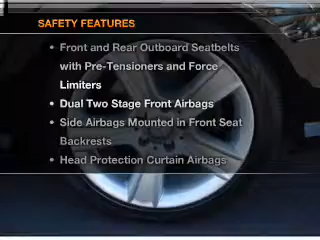 SAFETY FEATURES
• Front and Rear Outboard Seatbelts
with Pre-Tensioners and Force
Limiters
• Dual Two Stage Front Airbags
• Side Airbags Mounted in Front Seat
Backrests
• Head Protection Curtain Airbags